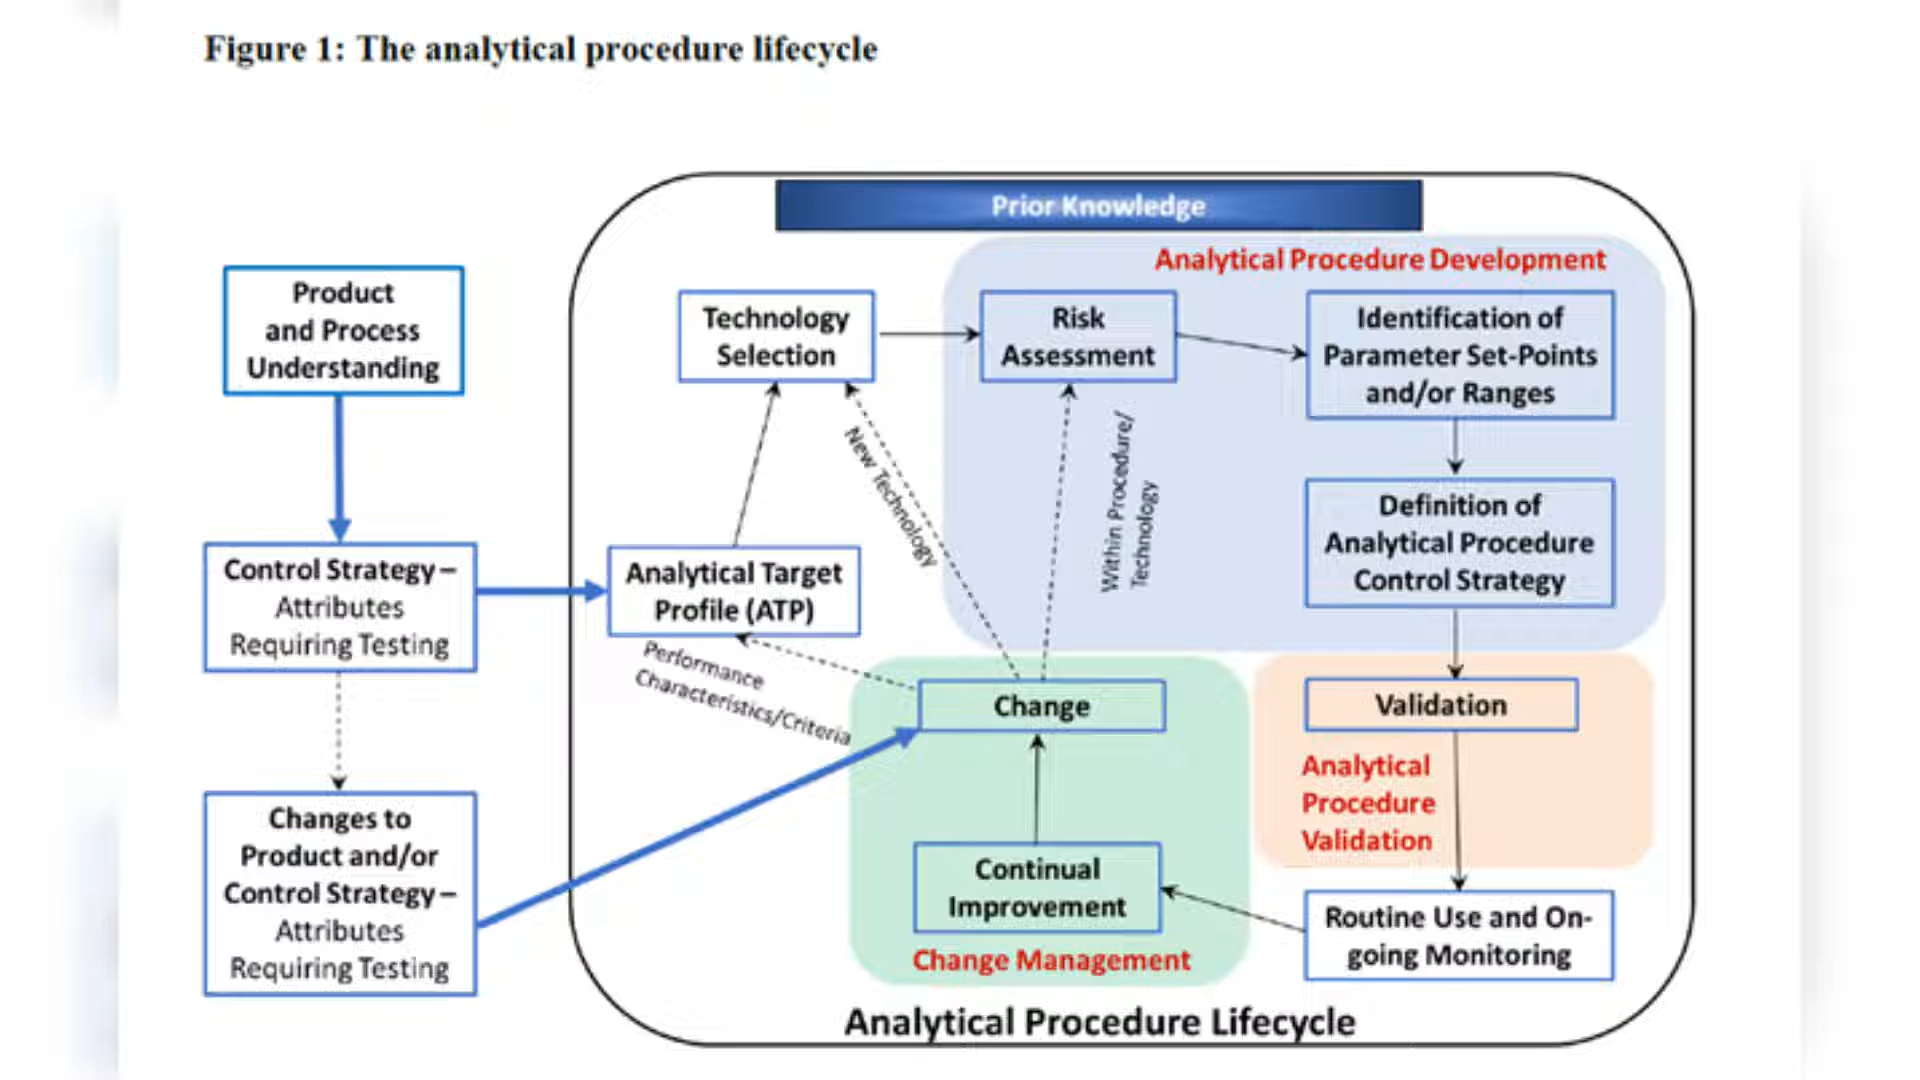 Figure 1: The analytical procedure lifecycle
Prior Knowledge
Analytical Procedure Development
Product
and Process
Understanding
Technology
Selection
Risk
Assessment
Identification of
Parameter Set-Points
and/or Ranges
New Technology
Within Procedure/
Technology
Definition of
Analytical Procedure
Control Strategy
Control Strategy –
Attributes
Requiring Testing
Analytical Target
Profile (ATP)
Performance
Characteristics/Criteria
Change
Validation
Analytical
Procedure
Validation
Changes to
Product and/or
Control Strategy –
Attributes
Requiring Testing
Continual
Improvement
Change Management
Routine Use and On-
going Monitoring
Analytical Procedure Lifecycle